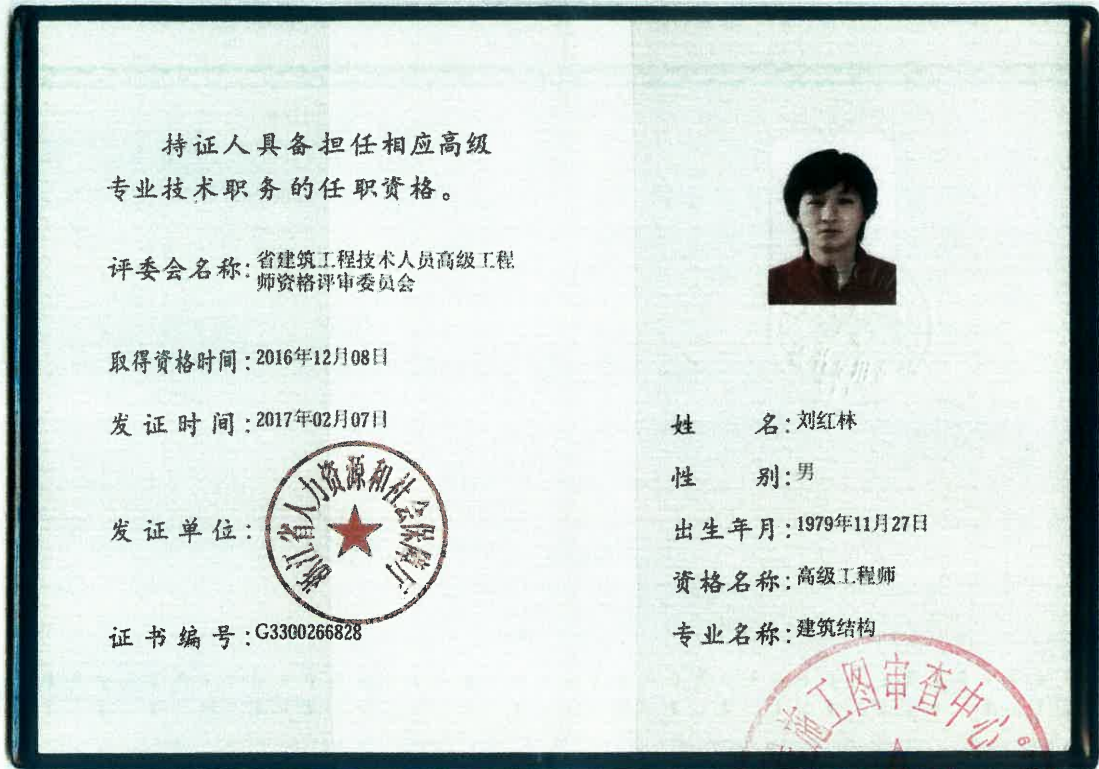 持证人具备担任相应高级
专业技术职务的任职资格。
评委会名称:省建筑工程技术人员高级工程
师资格评审委员会
取得资格时间:2016年12月08日
发证时间:2017年02月07日
发证单位:
浙江省人力资源和社会保障厅
证书编号:G3300266828
姓名:刘红林
性别:男
出生年月:1979年11月27日
资格名称:高级工程师
专业名称:建筑结构
施工图审查中心